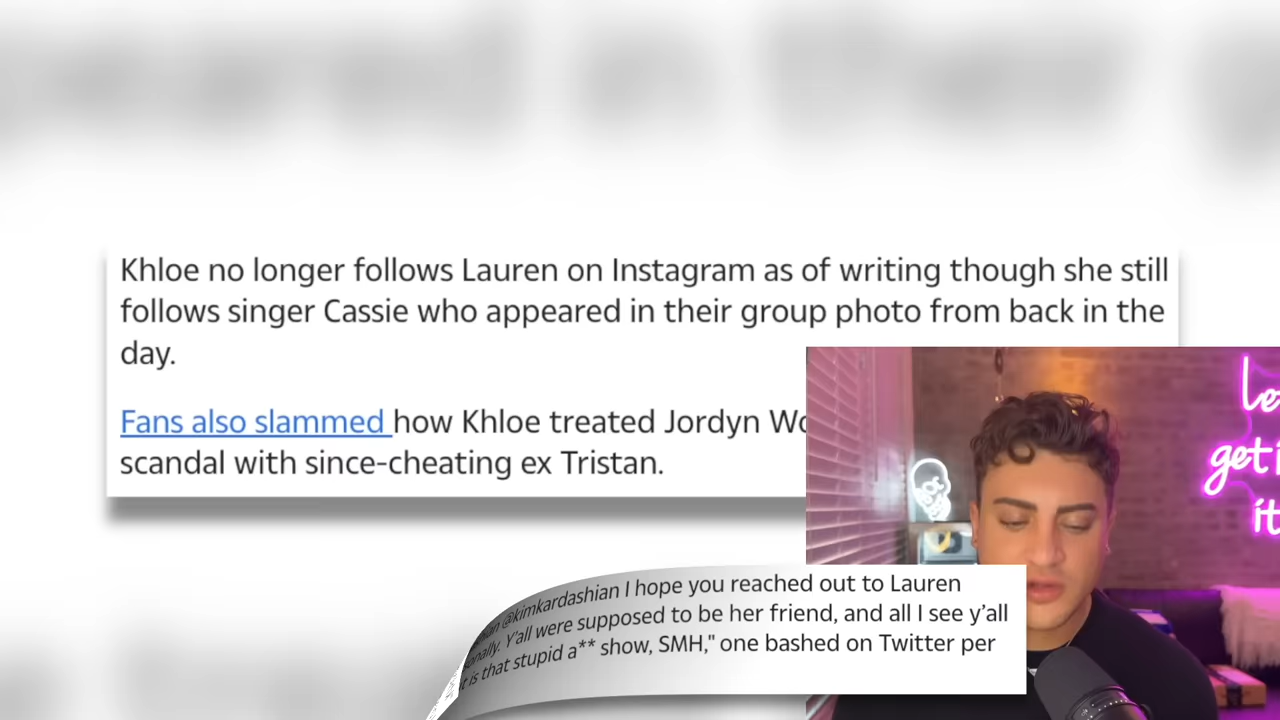 Khloe no longer follows Lauren on Instagram as of writing though she still
follows singer Cassie who appeared in their group photo from back in the
day.
Fans also slammed how Khloe treated Jordyn
scandal with since-cheating ex Tristan.
@kimkardashian I hope you reached out to Lauren
Y'all were supposed to be her friend, and all I see y'all
is that stupid a** show, SMH," one bashed on Twitter per
get
it